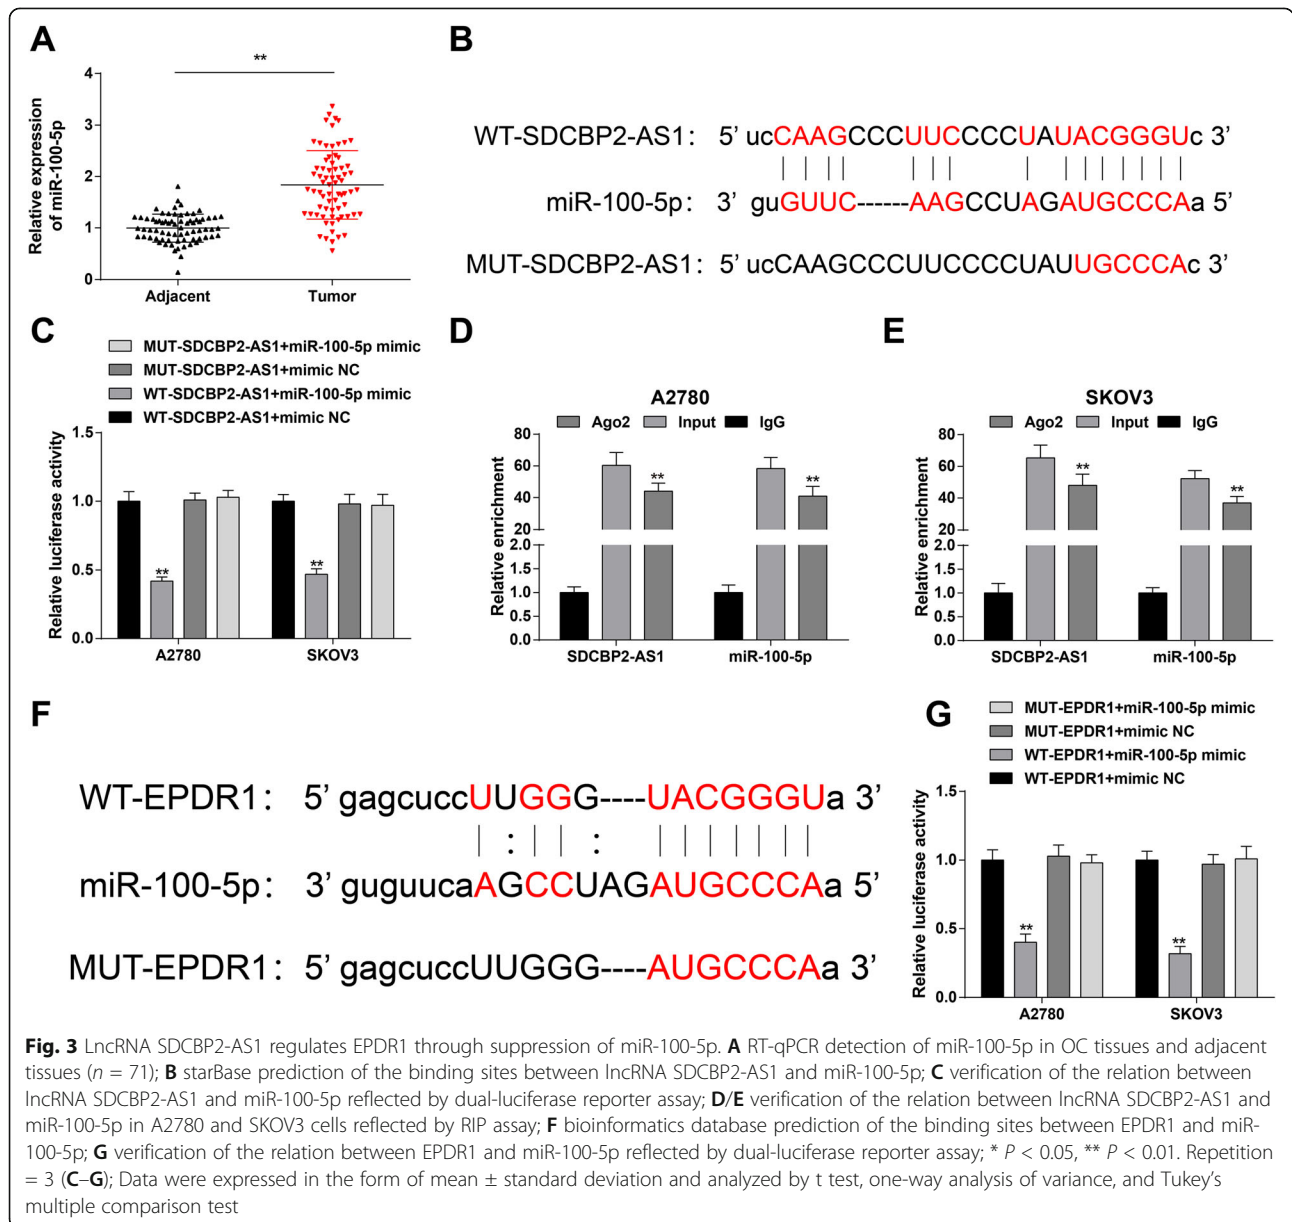 A
**
Relative expression
of miR-100-5p
4
3
2
1
0
Adjacent
Tumor
B
WT-SDCBP2-AS1: 5’ ucCAAGCCCUUCCCCUAUACGGGUc 3’
miR-100-5p: 3’ guGUUC------AAGCCUAGAUGCCCAa 5’
MUT-SDCBP2-AS1: 5’ ucCAAGCCCUUCCCCUAUUGCCCAc 3’
C
MUT-SDCBP2-AS1+miR-100-5p mimic
MUT-SDCBP2-AS1+mimic NC
WT-SDCBP2-AS1+miR-100-5p mimic
WT-SDCBP2-AS1+mimic NC
Relative luciferase activity
1.5
1.0
0.5
0.0
**
**
A2780
SKOV3
D
A2780
Ago2
Input
IgG
Relative enrichment
80
60
40
20
2.0
1.5
1.0
0.5
0.0
**
**
SDCBP2-AS1
miR-100-5p
E
SKOV3
Ago2
Input
IgG
Relative enrichment
80
60
40
20
2.0
1.5
1.0
0.5
0.0
**
**
SDCBP2-AS1
miR-100-5p
F
WT-EPDR1: 5’ gagcuccUUGGG----UACGGGUa 3’
miR-100-5p: 3’ guguucaAGCCUAGAUGCCCAa 5’
MUT-EPDR1: 5’ gagcuccUUGGG----AUGCCCAa 3’
G
MUT-EPDR1+miR-100-5p mimic
MUT-EPDR1+mimic NC
WT-EPDR1+miR-100-5p mimic
WT-EPDR1+mimic NC
Relative luciferase activity
1.5
1.0
0.5
0.0
**
**
A2780
SKOV3
Fig. 3 LncRNA SDCBP2-AS1 regulates EPDR1 through suppression of miR-100-5p. A RT-qPCR detection of miR-100-5p in OC tissues and adjacent
tissues (n = 71); B starBase prediction of the binding sites between lncRNA SDCBP2-AS1 and miR-100-5p; C verification of the relation between
lncRNA SDCBP2-AS1 and miR-100-5p reflected by dual-luciferase reporter assay; D/E verification of the relation between lncRNA SDCBP2-AS1 and
miR-100-5p in A2780 and SKOV3 cells reflected by RIP assay; F bioinformatics database prediction of the binding sites between EPDR1 and miR-
100-5p; G verification of the relation between EPDR1 and miR-100-5p reflected by dual-luciferase reporter assay; * P < 0.05, ** P < 0.01. Repetition
= 3 (C–G); Data were expressed in the form of mean ± standard deviation and analyzed by t test, one-way analysis of variance, and Tukey’s
multiple comparison test